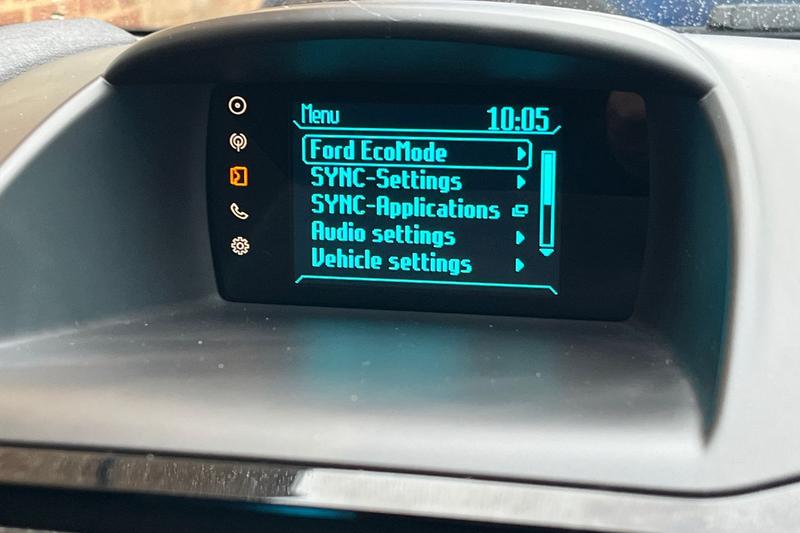 Menu 10:05
Ford EcoMode
SYNC-Settings
SYNC-Applications
Audio settings
Vehicle settings